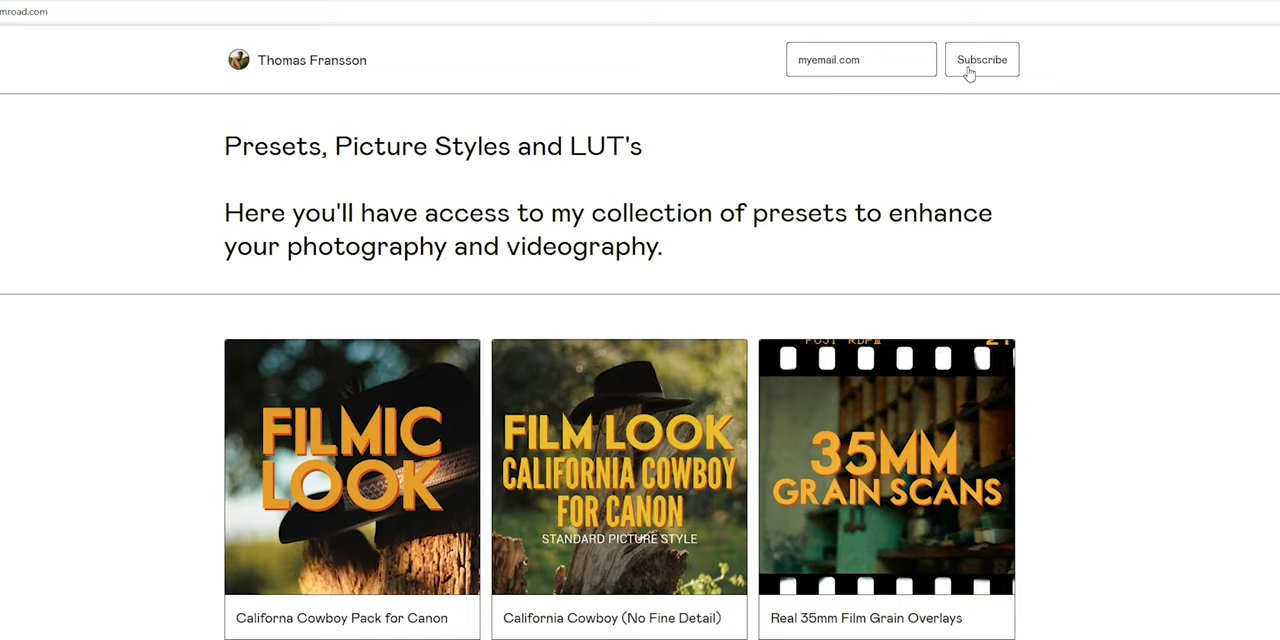 mroad.com
Thomas Fransson
myemail.com
Subscribe
Presets, Picture Styles and LUT's
Here you'll have access to my collection of presets to enhance
your photography and videography.
FILMIC
LOOK
FILM LOOK
CALIFORNIA COWBOY
FOR CANON
STANDARD PICTURE STYLE
35MM
GRAIN SCANS
Californa Cowboy Pack for Canon
California Cowboy (No Fine Detail)
Real 35mm Film Grain Overlays